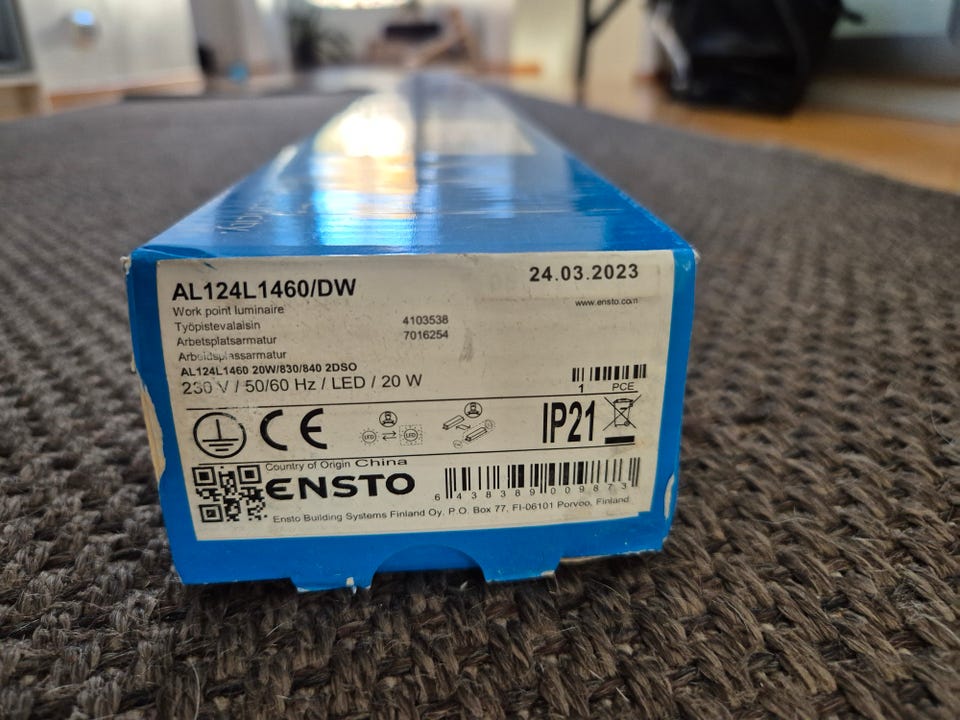 AL124L1460/DW
24.03.2023
Work point luminaire
www.ensto.com
Työpistevalaisin 4103538
Arbetsplatsarmatur 7016254
Arbeidsplassarmatur
AL124L1460 20W/830/840 2DSO
230 V / 50/60 Hz / LED / 20 W
1 PCE
CE
LED LED
IP21
Country of Origin China
ENSTO
6 438389 009873
Ensto Building Systems Finland Oy. P.O. Box 77, FI-06101 Porvoo, Finland